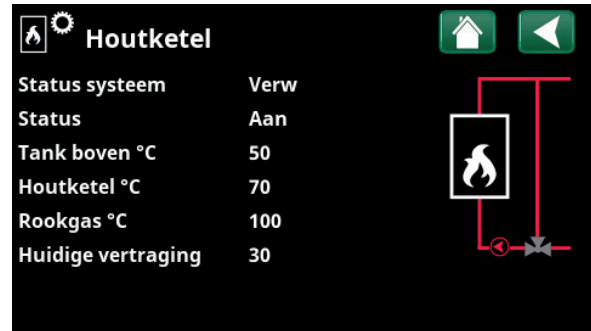 Houtketel
Status systeem Verw
Status Aan
Tank boven °C 50
Houtketel °C 70
Rookgas °C 100
Huidige vertraging 30